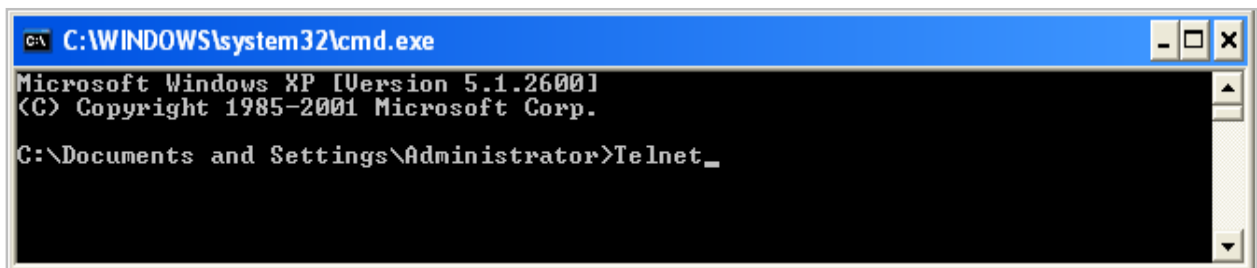 C:\WINDOWS\system32\cmd.exe
Microsoft Windows XP [Version 5.1.2600]
(C) Copyright 1985-2001 Microsoft Corp.
C:\Documents and Settings\Administrator>Telnet_